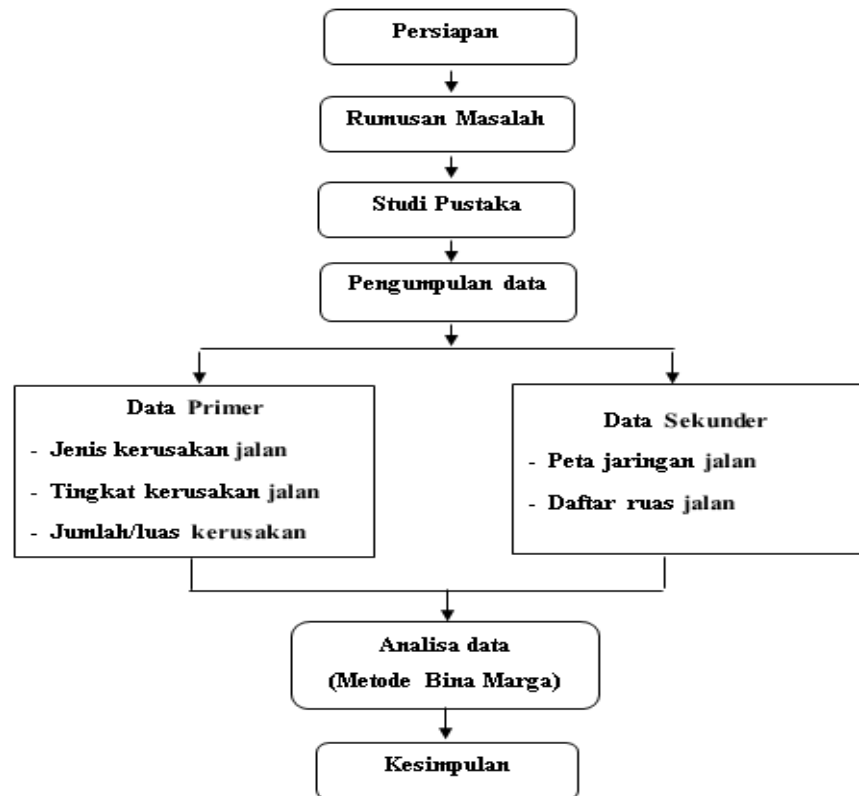 Persiapan
Rumusan Masalah
Studi Pustaka
Pengumpulan data
Data Primer
- Jenis kerusakan jalan
- Tingkat kerusakan jalan
- Jumlah/luas kerusakan
Data Sekunder
- Peta jaringan jalan
- Daftar ruas jalan
Analisa data
(Metode Bina Marga)
Kesimpulan